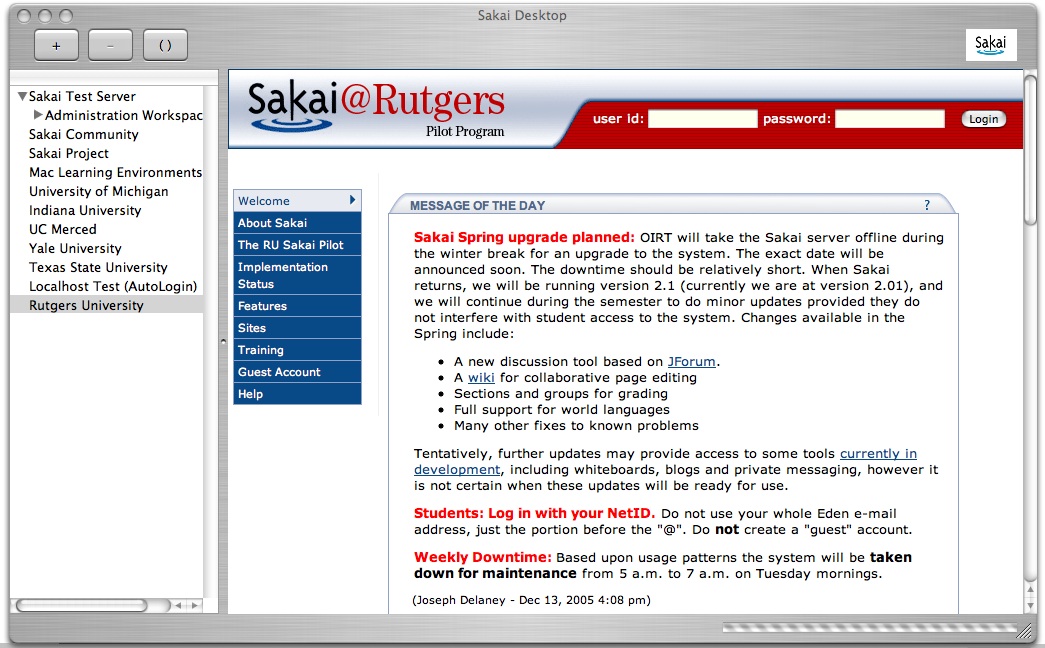 Sakai Desktop
+
-
()
Sakai
Sakai Test Server
Administration Workspac
Sakai Community
Sakai Project
Mac Learning Environments
University of Michigan
Indiana University
UC Merced
Yale University
Texas State University
Localhost Test (AutoLogin)
Rutgers University
Sakai@Rutgers
Pilot Program
user id:
password:
Login
Welcome
About Sakai
The RU Sakai Pilot
Implementation
Status
Features
Sites
Training
Guest Account
Help
MESSAGE OF THE DAY
?
Sakai Spring upgrade planned: OIRT will take the Sakai server offline during
the winter break for an upgrade to the system. The exact date will be
announced soon. The downtime should be relatively short. When Sakai
returns, we will be running version 2.1 (currently we are at version 2.01), and
we will continue during the semester to do minor updates provided they do
not interfere with student access to the system. Changes available in the
Spring include:
• A new discussion tool based on JForum.
• A wiki for collaborative page editing
• Sections and groups for grading
• Full support for world languages
• Many other fixes to known problems
Tentatively, further updates may provide access to some tools currently in
development, including whiteboards, blogs and private messaging, however it
is not certain when these updates will be ready for use.
Students: Log in with your NetID. Do not use your whole Eden e-mail
address, just the portion before the "@". Do not create a "guest" account.
Weekly Downtime: Based upon usage patterns the system will be taken
down for maintenance from 5 a.m. to 7 a.m. on Tuesday mornings.
(Joseph Delaney - Dec 13, 2005 4:08 pm)